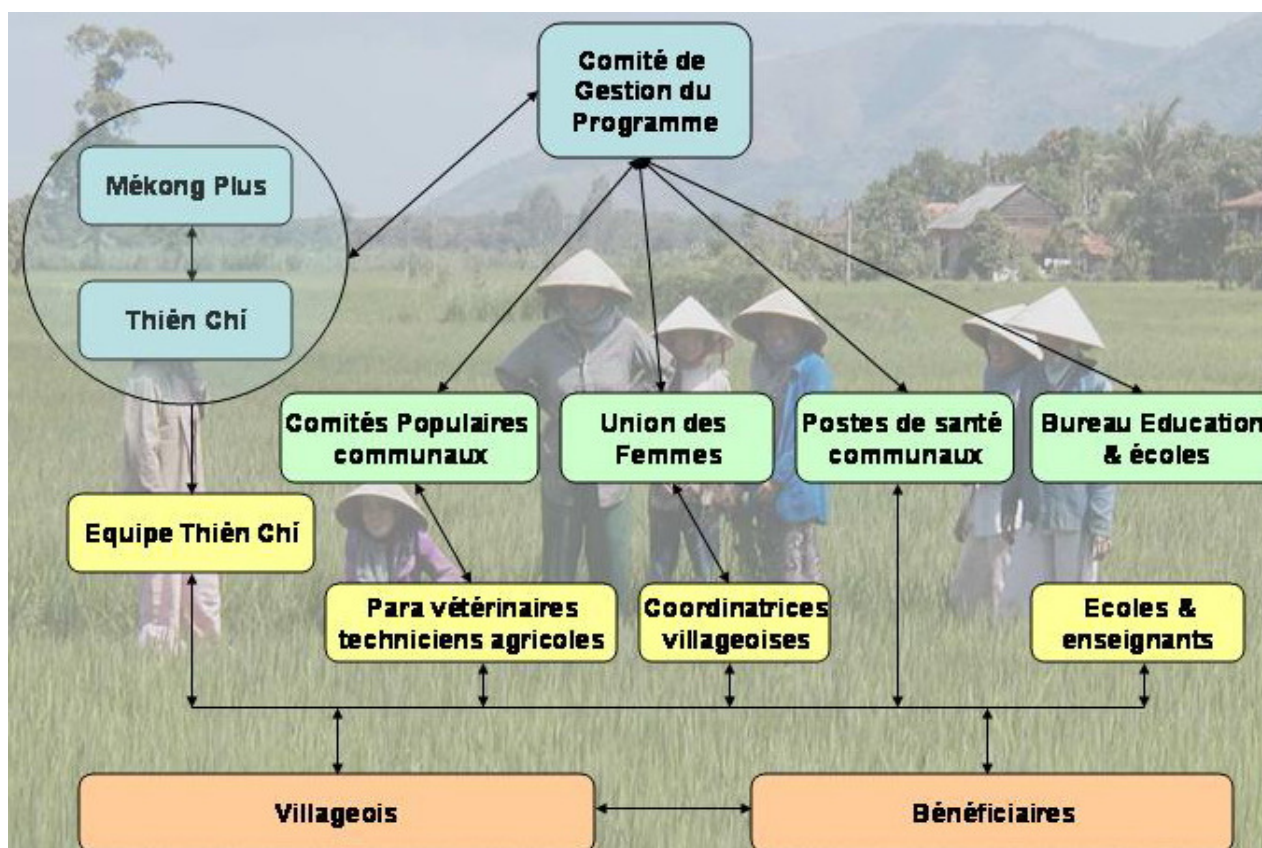 Comité de
Gestion du
Programme
Mékong Plus
Thiên Chí
Comités Populaires
communaux
Union des
Femmes
Postes de santé
communaux
Bureau Education
& écoles
Equipe Thiên Chí
Para vétérinaires
techniciens agricoles
Coordinatrices
villageoises
Ecoles &
enseignants
Villageois
Bénéficiaires